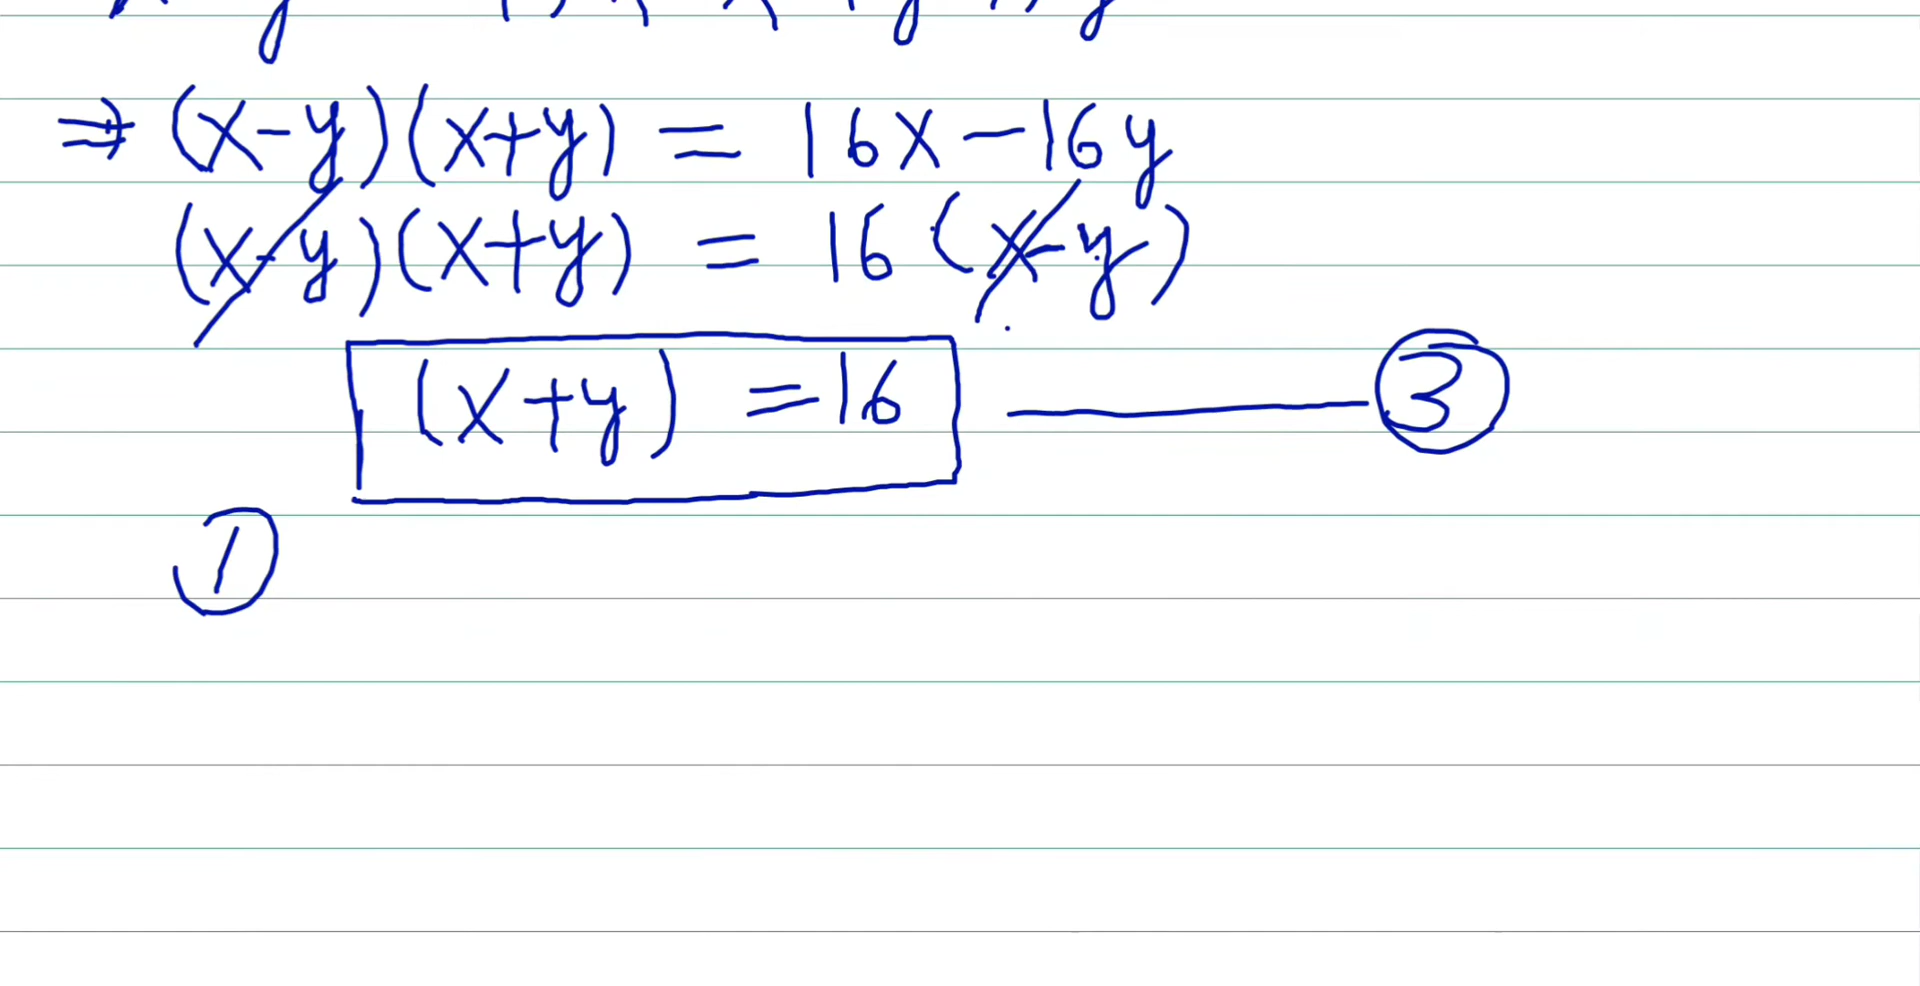 ⇒ (x-y)(x+y) = 16x-16y
(x-y)(x+y) = 16(x-y)
(x+y) =16 ——— ③
①